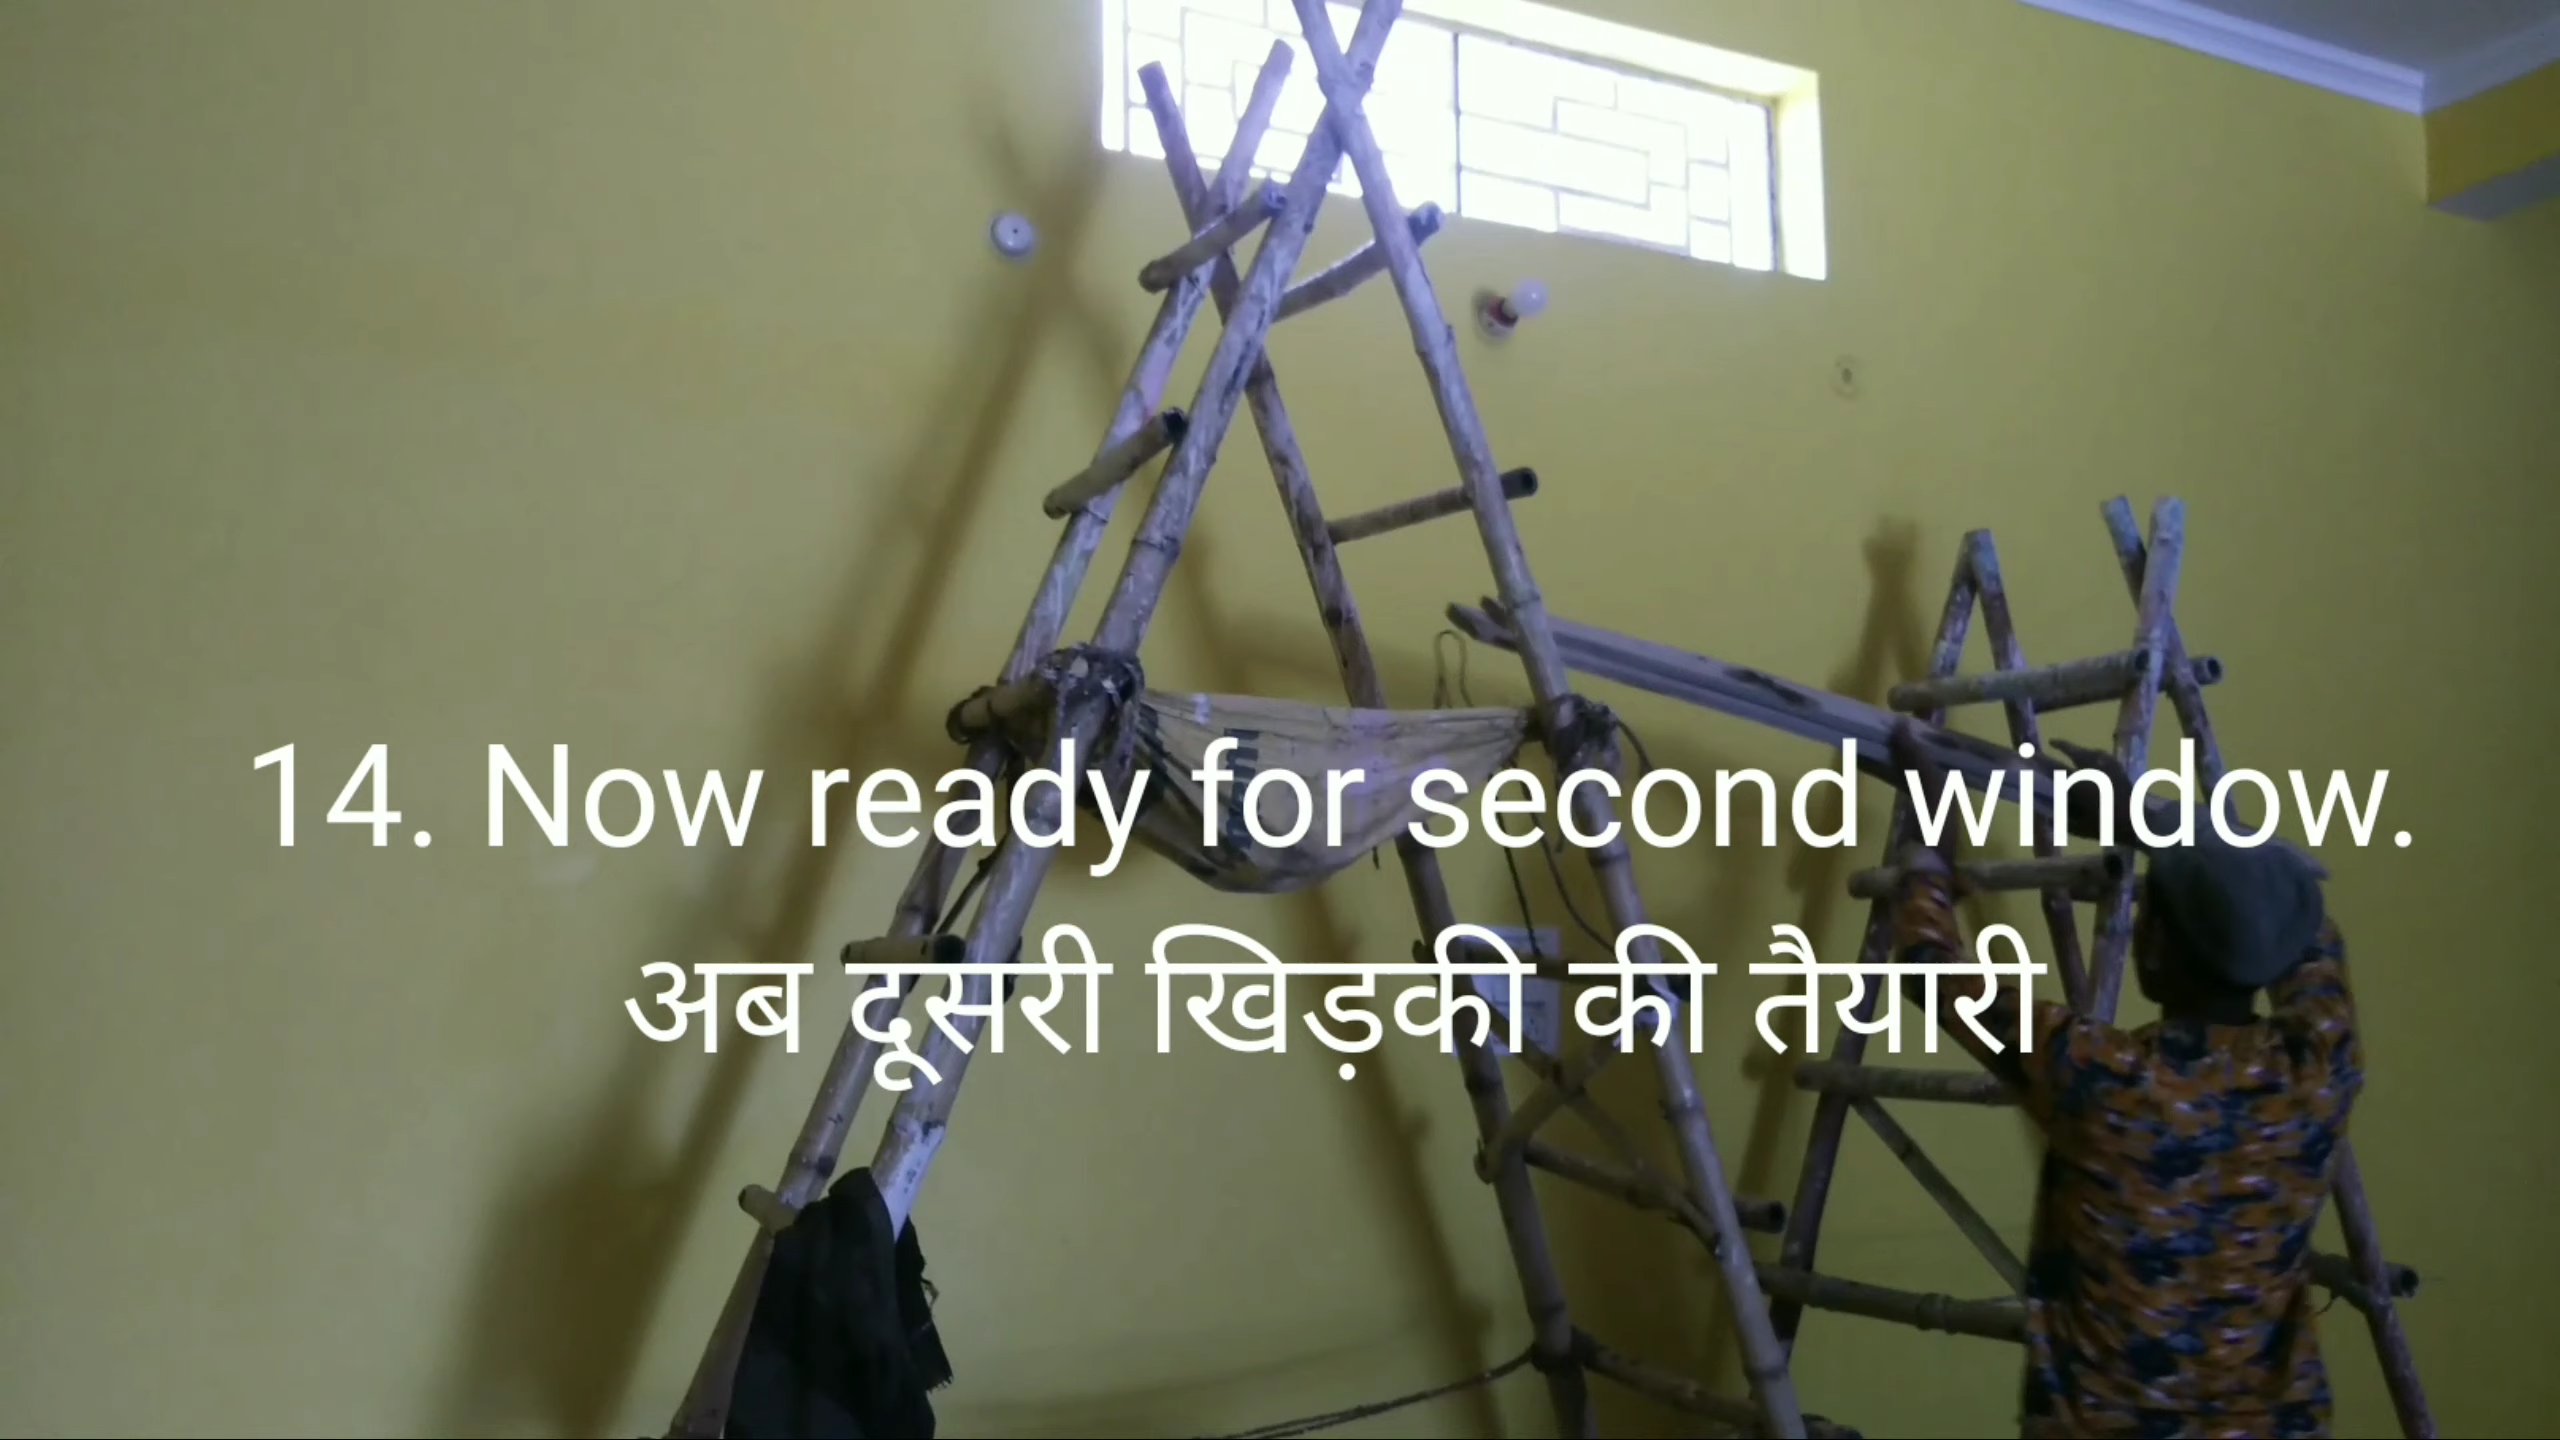 14. Now ready for second window.
अब दूसरी खिड़की की तैयारी